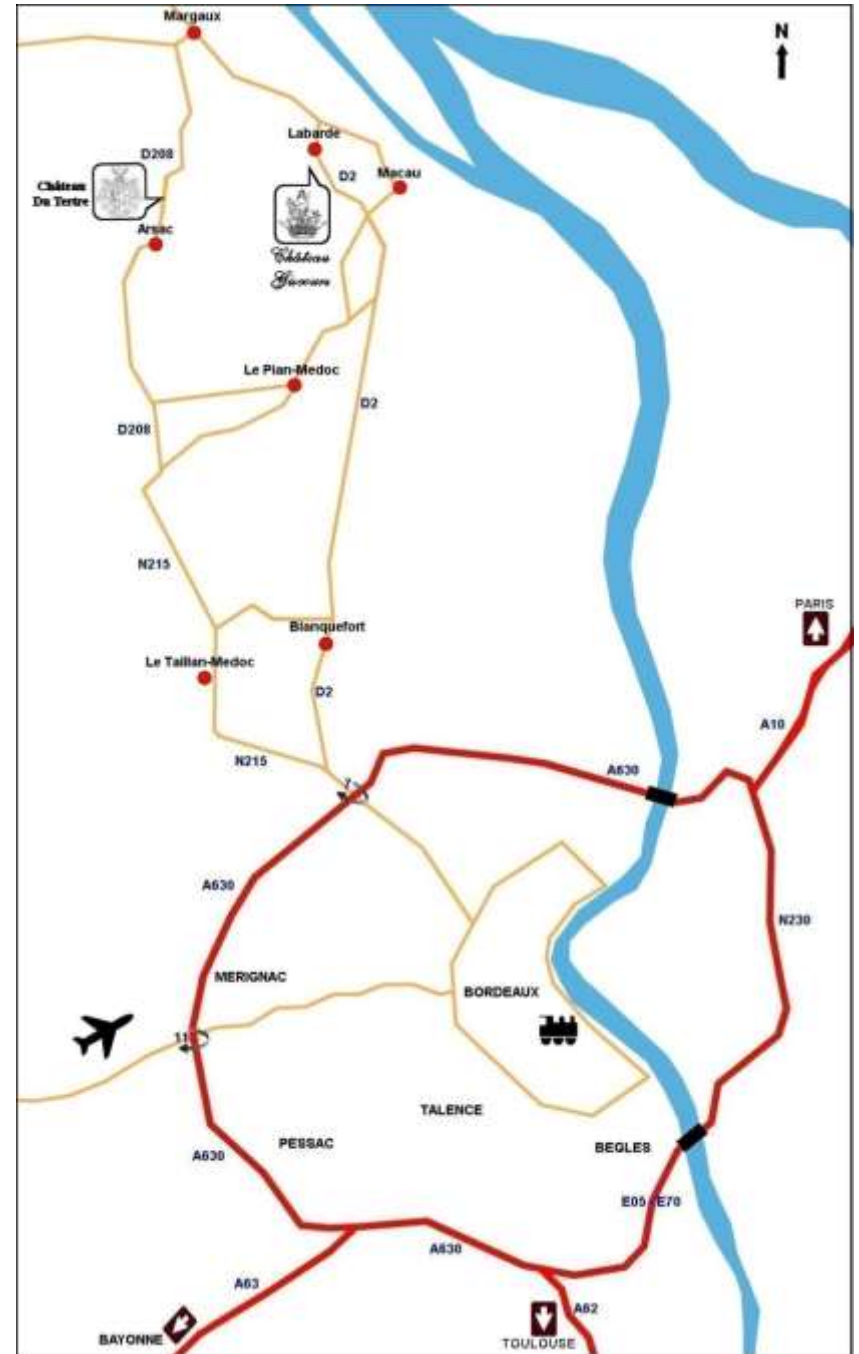 Margaux
N
Labarde
D208
D2
Macau
Château
Du Tertre
Arsac
Château
Giscours
Le Pian-Medoc
D2
D208
N215
PARIS
Blanquefort
Le Taillan-Medoc
D2
A10
N215
A630
7
A630
N230
MERIGNAC
BORDEAUX
11
TALENCE
PESSAC
BEGLES
A630
E05 E70
A630
A63
A62
BAYONNE
TOULOUSE